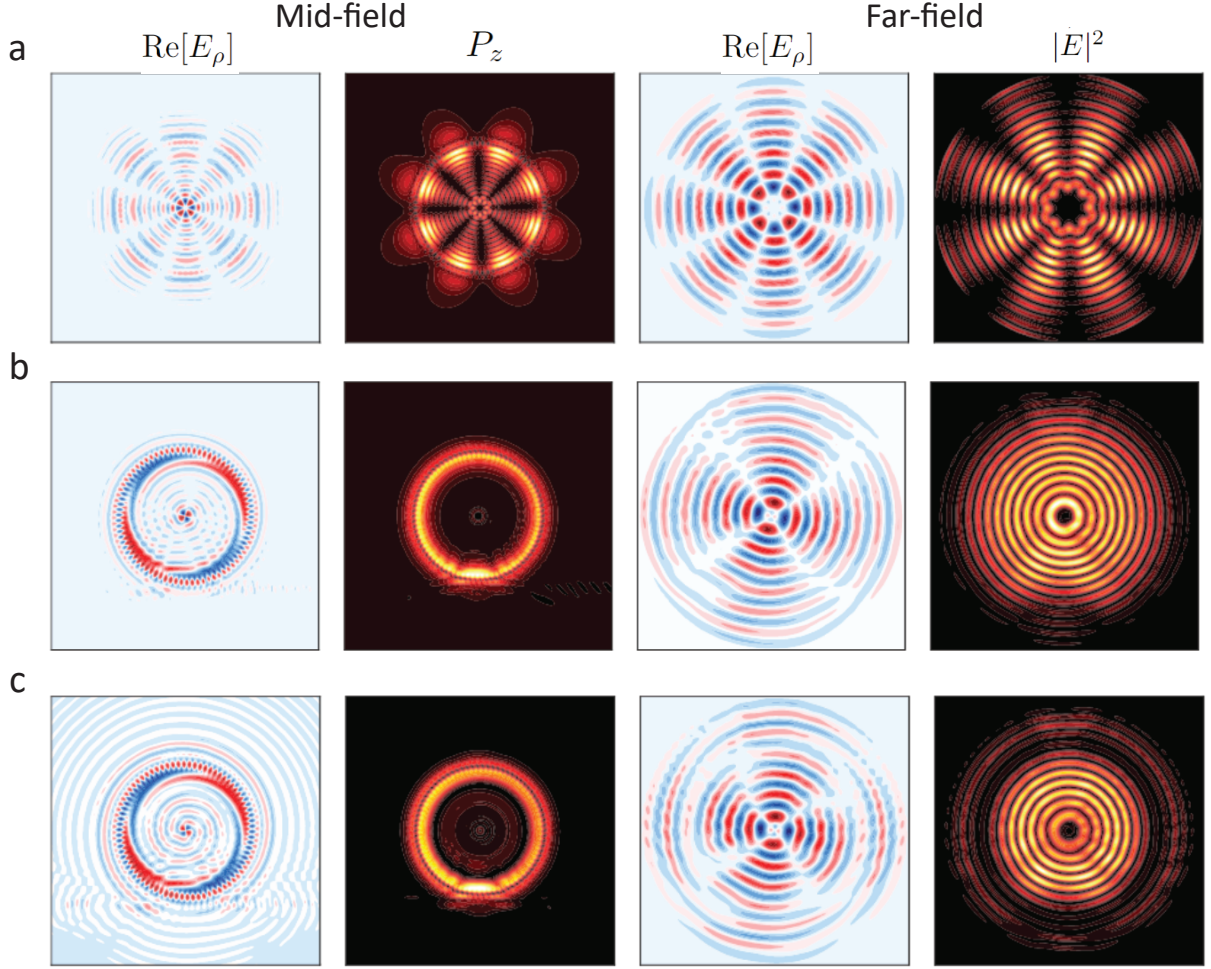 Mid-field Far-field
a Re[E_ρ] P_z Re[E_ρ] |E|²
b
c